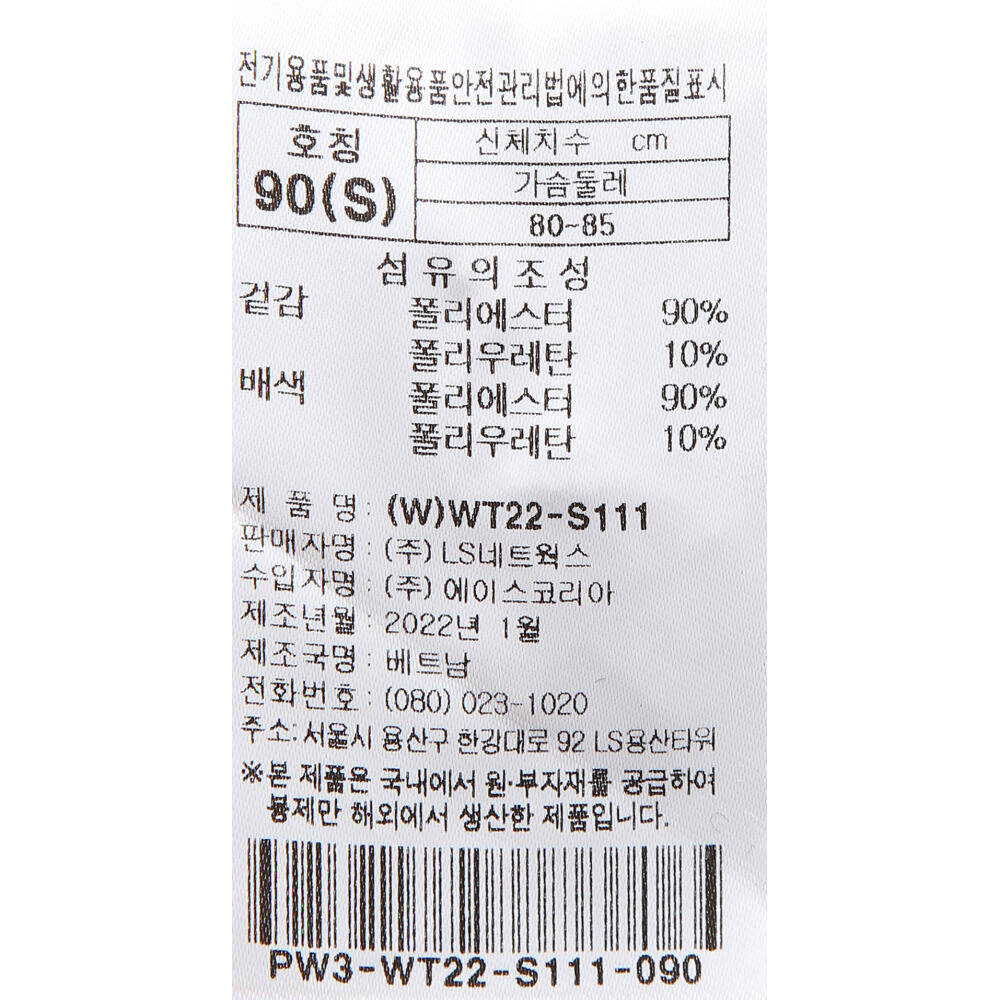 전기용품및생활용품안전관리법에의한품질표시
호칭
90(S)
신체치수 cm
가슴둘레
80~85
섬유의조성
겉감 폴리에스터 90%
폴리우레탄 10%
배색 폴리에스터 90%
폴리우레탄 10%
제 품 명 : (W)WT22-S111
판매자명 : (주) LS네트웍스
수입자명 : (주) 에이스코리아
제조년월 : 2022년 1월
제조국명 : 베트남
전화번호 : (080) 023-1020
주소: 서울시 용산구 한강대로 92 LS용산타워
※본 제품은 국내에서 원·부자재를 공급하여
봉제만 해외에서 생산한 제품입니다.
PW3-WT22-S111-090